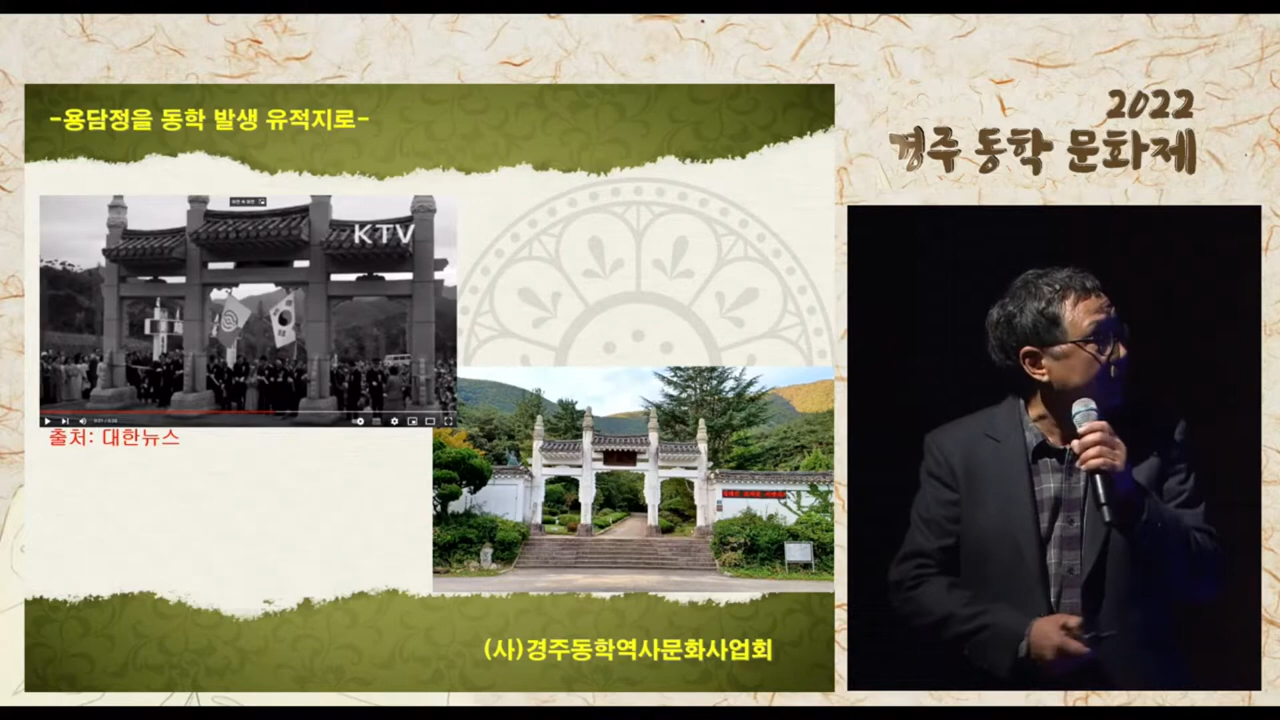 -용담정을 동학 발생 유적지로-
2022
경주 동학 문화제
KTV
출처: 대한뉴스
(사)경주동학역사문화사업회